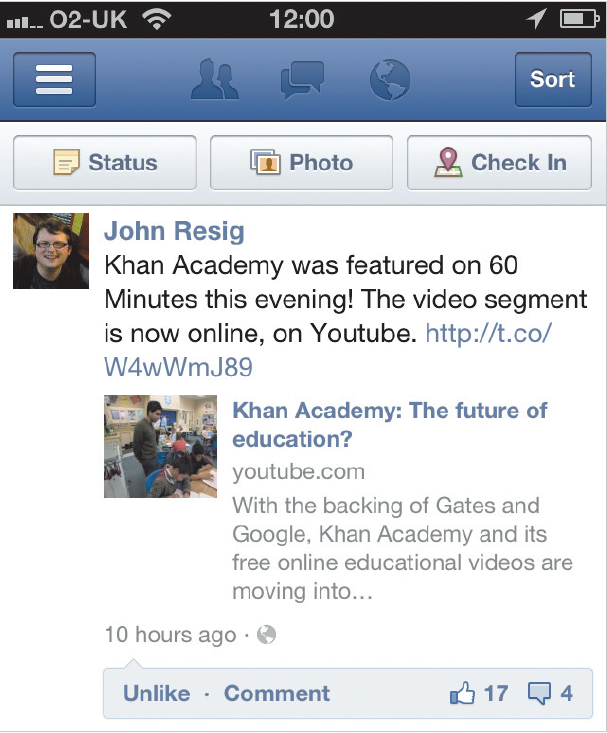 O2-UK 12:00
Sort
Status Photo Check In
John Resig
Khan Academy was featured on 60
Minutes this evening! The video segment
is now online, on Youtube. http://t.co/
W4wWmJ89
Khan Academy: The future of
education?
youtube.com
With the backing of Gates and
Google, Khan Academy and its
free online educational videos are
moving into...
10 hours ago ·
Unlike · Comment 17 4